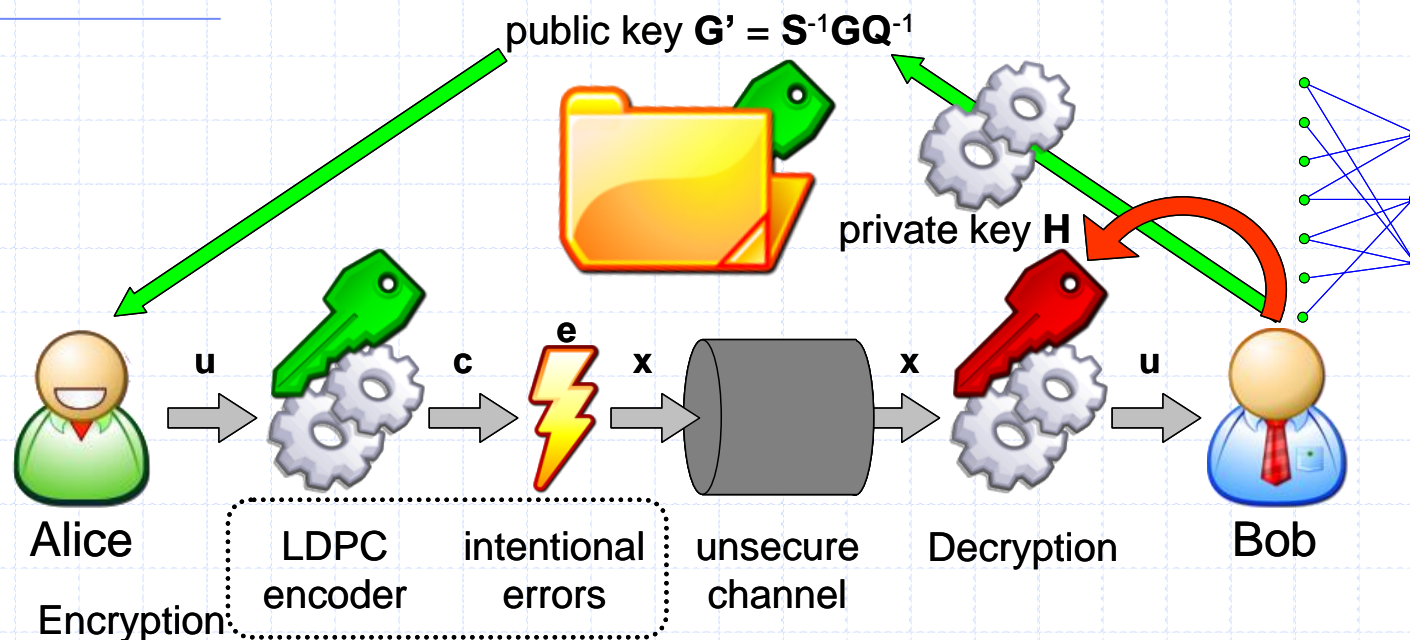 public key G’ = S-1GQ-1
private key H
e
u
c
x
x
u
Alice
LDPC
encoder
intentional
errors
unsecure
channel
Decryption
Bob
Encryption